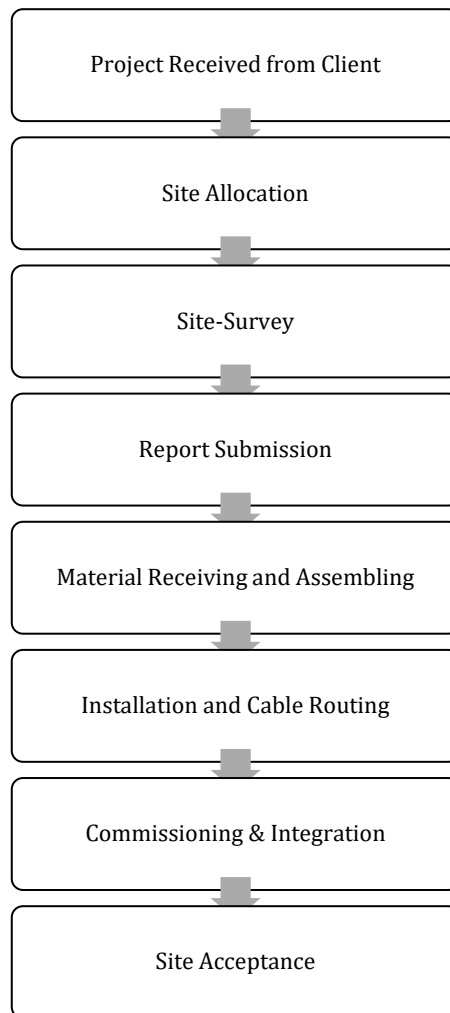 Project Received from Client
Site Allocation
Site-Survey
Report Submission
Material Receiving and Assembling
Installation and Cable Routing
Commissioning & Integration
Site Acceptance